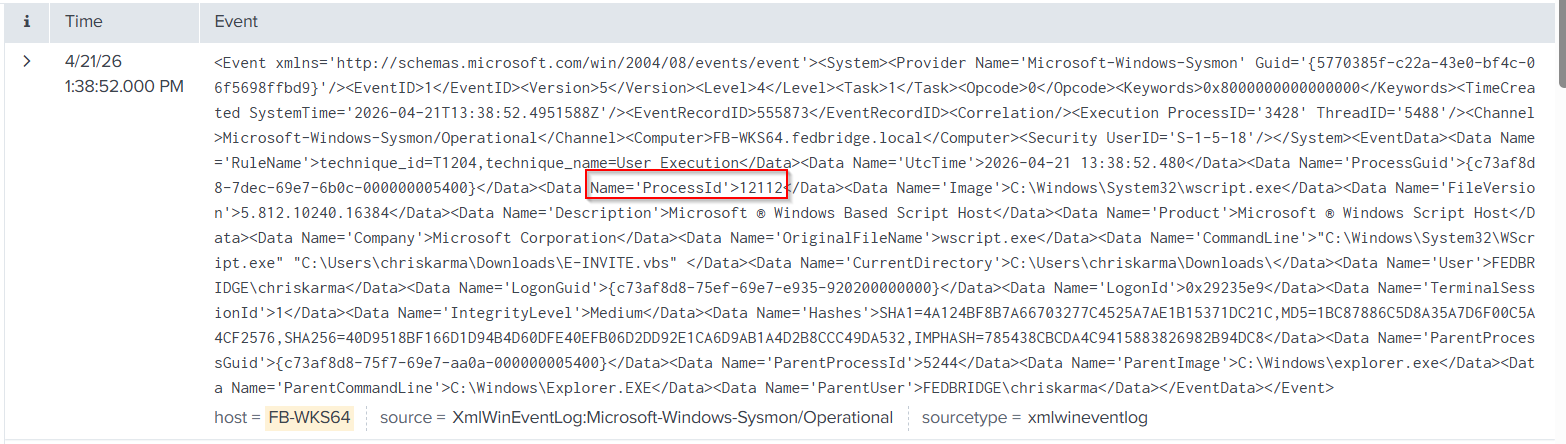 i Time Event
4/21/26
1:38:52.000 PM
<Event xmlns='http://schemas.microsoft.com/win/2004/08/events/event'><System><Provider Name='Microsoft-Windows-Sysmon' Guid='{5770385f-c22a-43e0-bf4c-0
6f5698ffbd9}'/><EventID>1</EventID><Version>5</Version><Level>4</Level><Task>1</Task><Opcode>0</Opcode><Keywords>0x8000000000000000</Keywords><TimeCrea
ted SystemTime='2026-04-21T13:38:52.4951588Z'/><EventRecordID>555873</EventRecordID><Correlation/><Execution ProcessID='3428' ThreadID='5488'/><Channel
>Microsoft-Windows-Sysmon/Operational</Channel><Computer>FB-WKS64.fedbridge.local</Computer><Security UserID='S-1-5-18'/></System><EventData><Data Name
='RuleName'>technique_id=T1204,technique_name=User Execution</Data><Data Name='UtcTime'>2026-04-21 13:38:52.480</Data><Data Name='ProcessGuid'>{c73af8d
8-7dec-69e7-6b0c-000000005400}</Data><Data Name='ProcessId'>12112</Data><Data Name='Image'>C:\Windows\System32\wscript.exe</Data><Data Name='FileVersio
n'>5.812.10240.16384</Data><Data Name='Description'>Microsoft ® Windows Based Script Host</Data><Data Name='Product'>Microsoft ® Windows Script Host</D
ata><Data Name='Company'>Microsoft Corporation</Data><Data Name='OriginalFileName'>wscript.exe</Data><Data Name='CommandLine'>"C:\Windows\System32\WScr
ipt.exe" "C:\Users\chriskarma\Downloads\E-INVITE.vbs" </Data><Data Name='CurrentDirectory'>C:\Users\chriskarma\Downloads\</Data><Data Name='User'>FEDBR
IDGE\chriskarma</Data><Data Name='LogonGuid'>{c73af8d8-75ef-69e7-e935-920200000000}</Data><Data Name='LogonId'>0x29235e9</Data><Data Name='TerminalSess
ionId'>1</Data><Data Name='IntegrityLevel'>Medium</Data><Data Name='Hashes'>SHA1=4A124BF8B7A66703277C4525A7AE1B15371DC21C,MD5=1BC87886C5D8A35A7D6F00C5A
4CF2576,SHA256=40D9518BF166D1D94B4D60DFE40EFB06D2DD92E1CA6D9AB1A4D2B8CCC49DA532,IMPHASH=785438CBCDA4C9415883826982B94DC8</Data><Data Name='ParentProces
sGuid'>{c73af8d8-75f7-69e7-aa0a-000000005400}</Data><Data Name='ParentProcessId'>5244</Data><Data Name='ParentImage'>C:\Windows\explorer.exe</Data><Dat
a Name='ParentCommandLine'>C:\Windows\Explorer.EXE</Data><Data Name='ParentUser'>FEDBRIDGE\chriskarma</Data></EventData></Event>
host = FB-WKS64 source = XmlWinEventLog:Microsoft-Windows-Sysmon/Operational sourcetype = xmlwineventlog